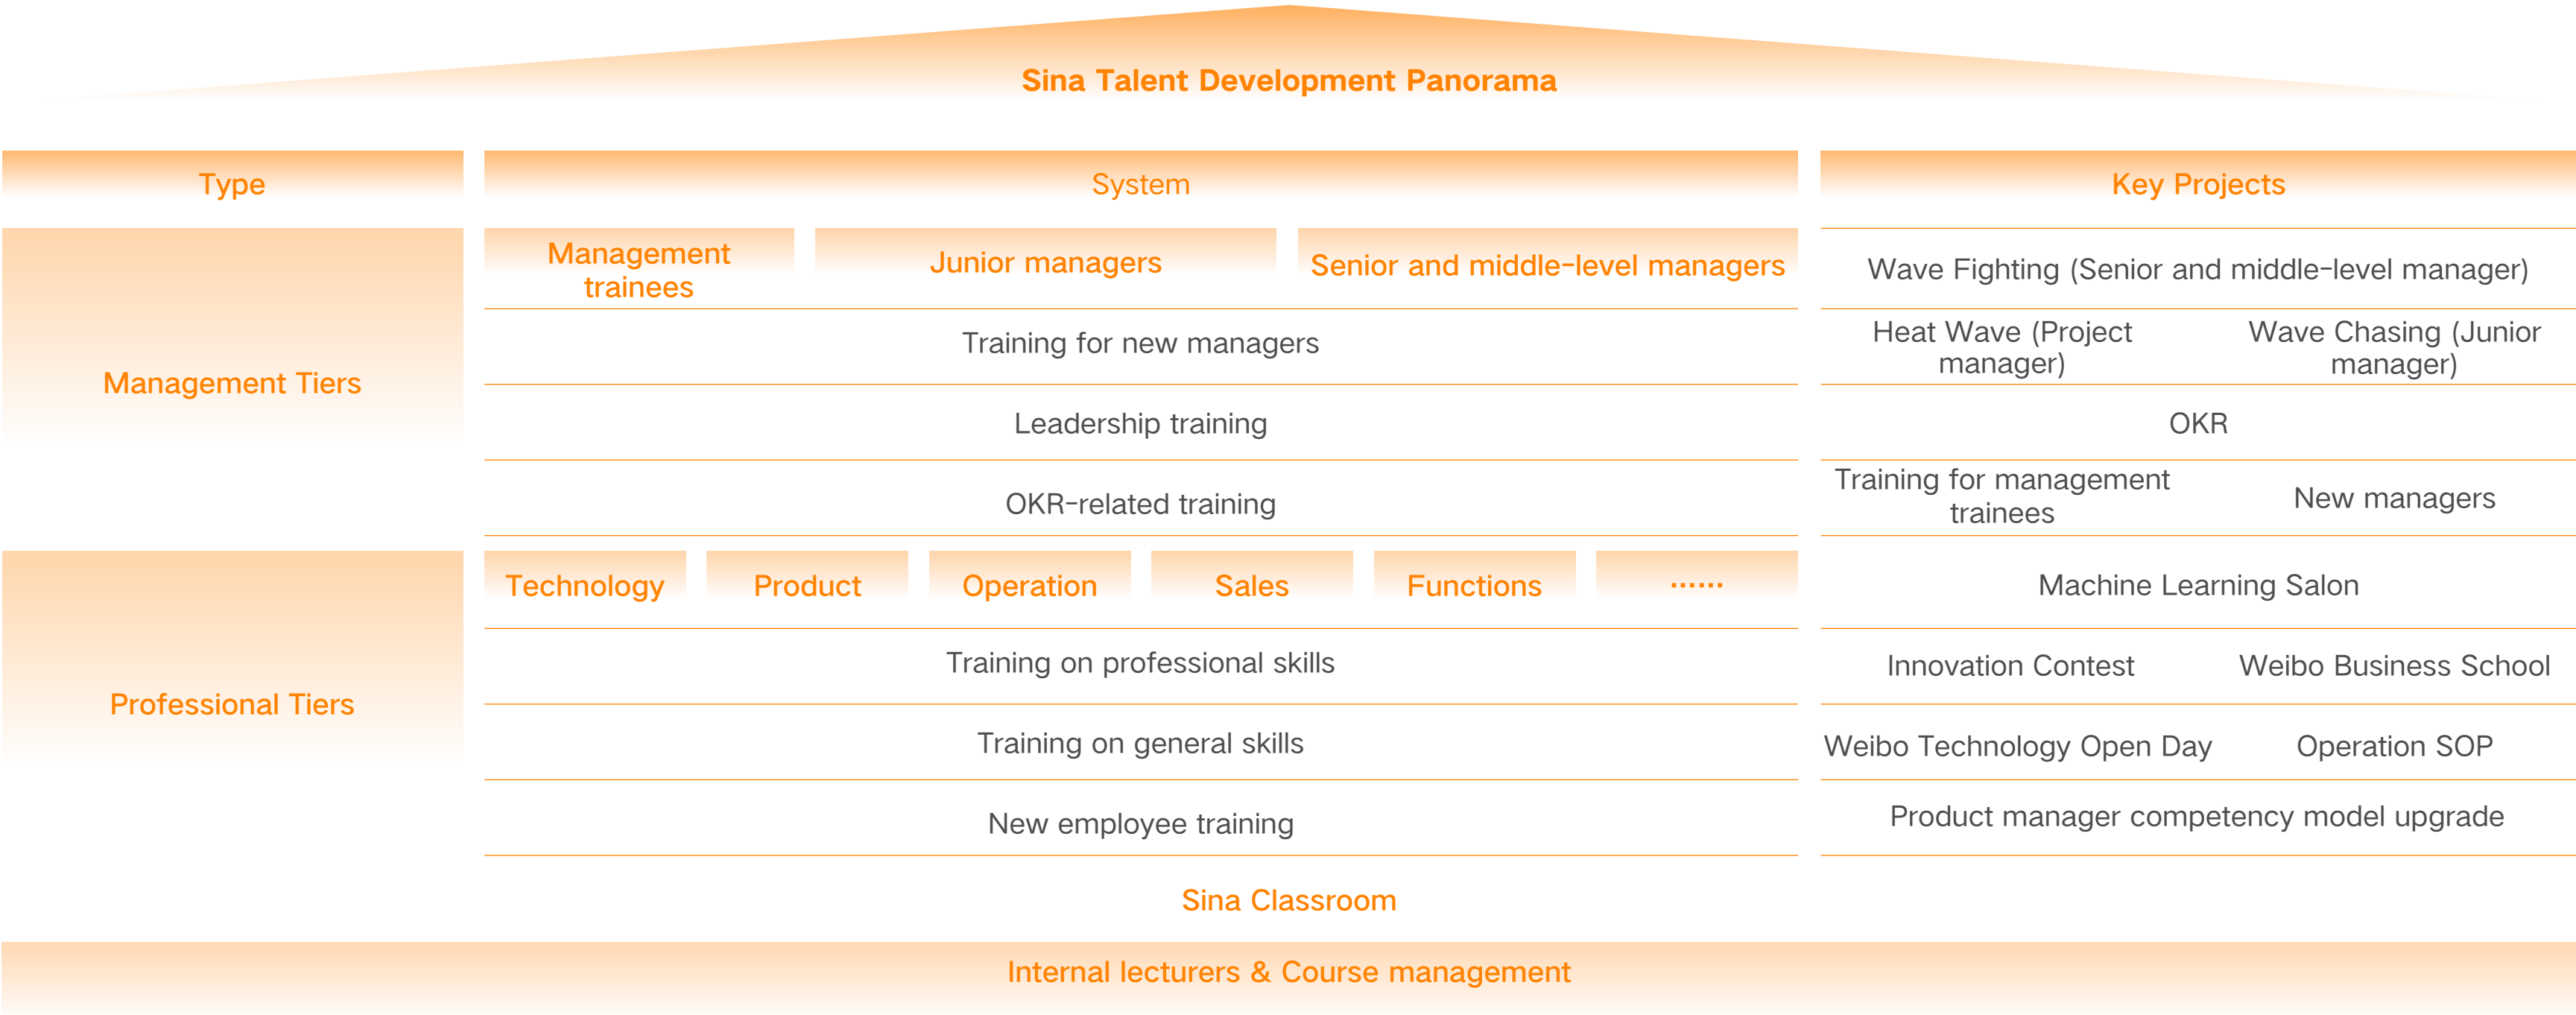 Sina Talent Development Panorama
Type
System
Key Projects
Management Tiers
Management
trainees
Junior managers
Senior and middle-level managers
Training for new managers
Leadership training
OKR-related training
Wave Fighting (Senior and middle-level manager)
Heat Wave (Project
manager)
Wave Chasing (Junior
manager)
OKR
Training for management
trainees
New managers
Professional Tiers
Technology
Product
Operation
Sales
Functions
······
Training on professional skills
Training on general skills
New employee training
Machine Learning Salon
Innovation Contest
Weibo Business School
Weibo Technology Open Day
Operation SOP
Product manager competency model upgrade
Sina Classroom
Internal lecturers & Course management